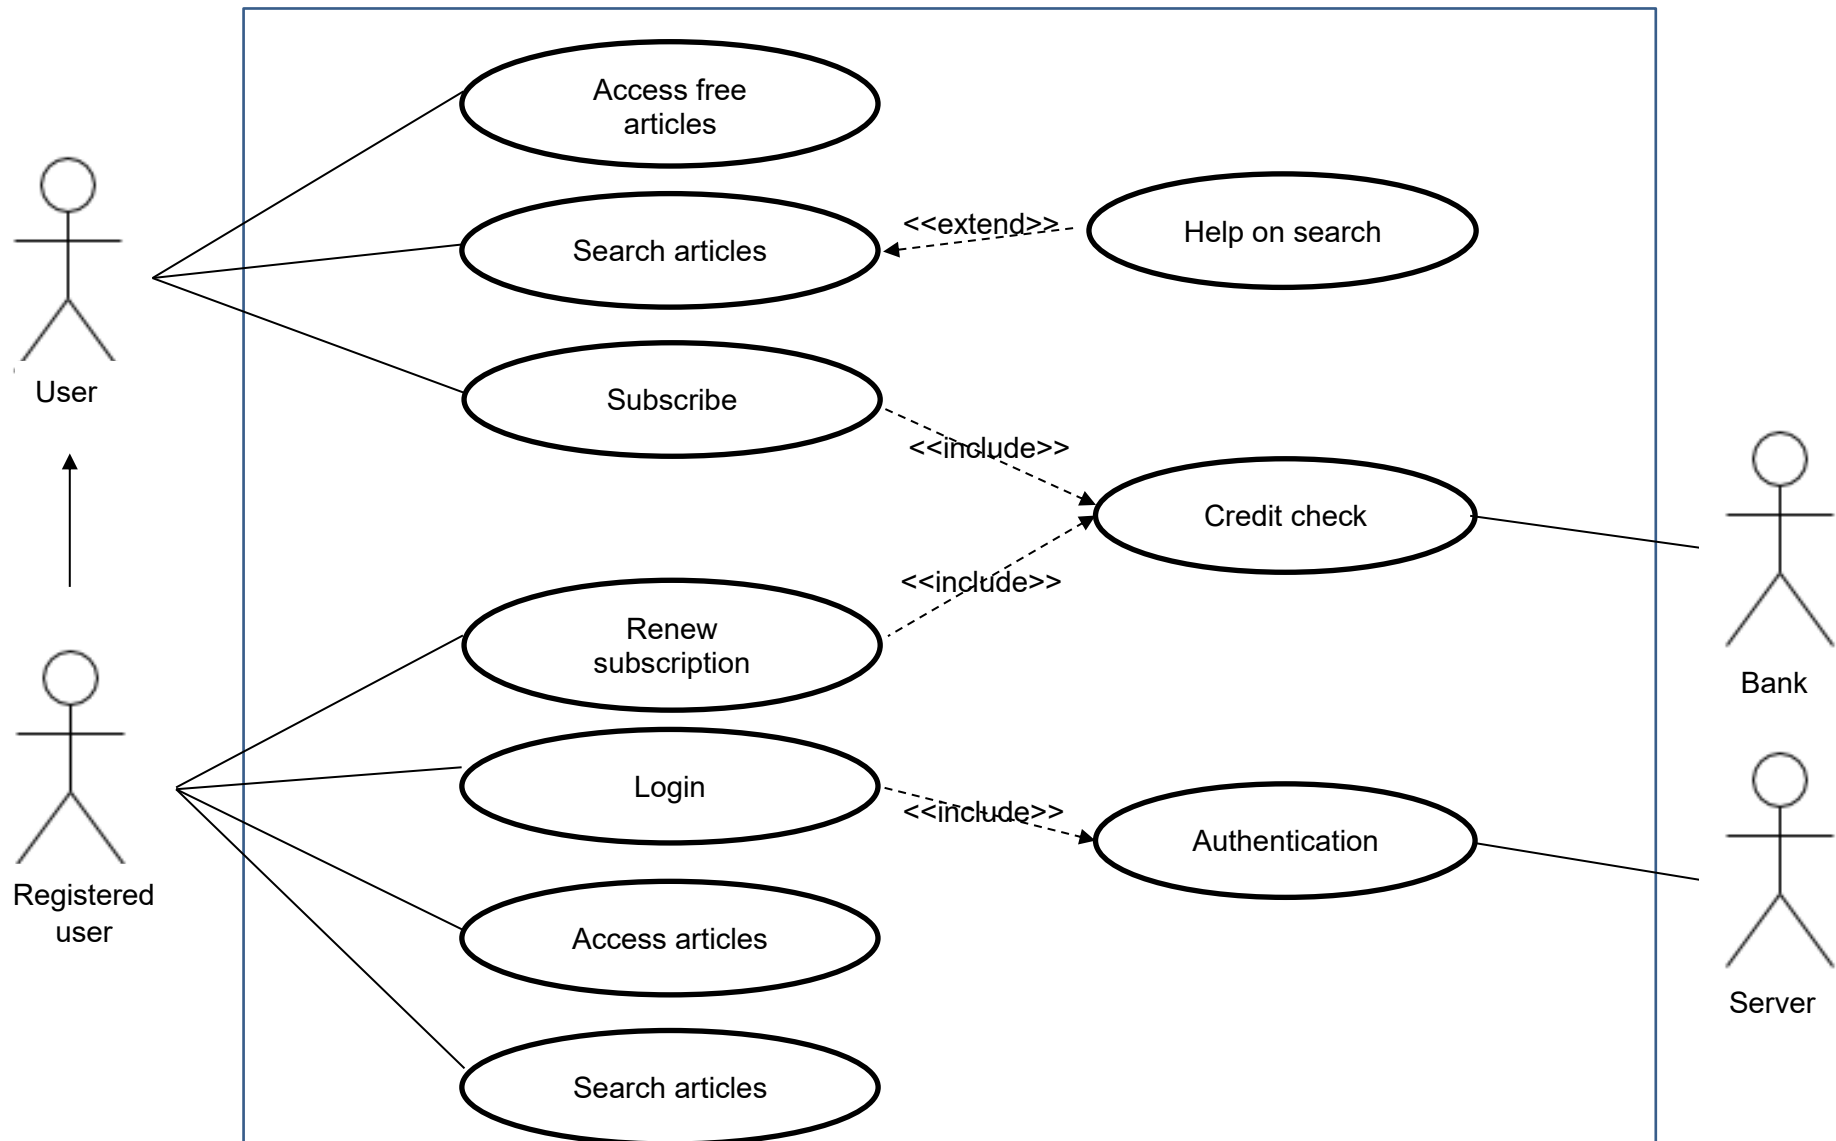 Access free
articles
Search articles
<<extend>>
Help on search
User
Subscribe
<<include>>
Credit check
<<include>>
Renew
subscription
Bank
Login
<<include>>
Authentication
Registered
user
Access articles
Server
Search articles